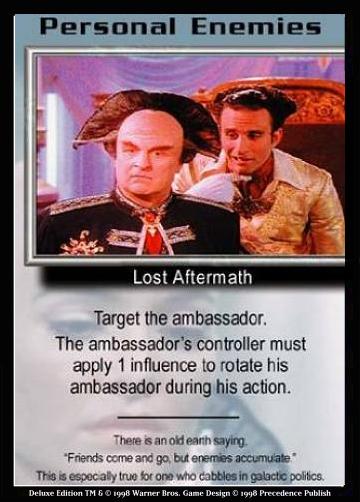 Personal Enemies
Lost Aftermath
Target the ambassador.
The ambassador's controller must
apply 1 influence to rotate his
ambassador during his action.
There is an old earth saying,
"Friends come and go, but enemies accumulate."
This is especially true for one who dabbles in galactic politics.
Deluxe Edition TM & © 1998 Warner Bros. Game Design © 1998 Precedence Publish